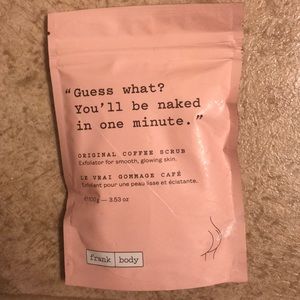 “Guess what?
You’ll be naked
in one minute.”
ORIGINAL COFFEE SCRUB
Exfoliator for smooth, glowing skin.
LE VRAI GOMMAGE CAFÉ
Exfoliant pour une peau lisse et éclatante.
℮100g — 3.53 oz
frank body